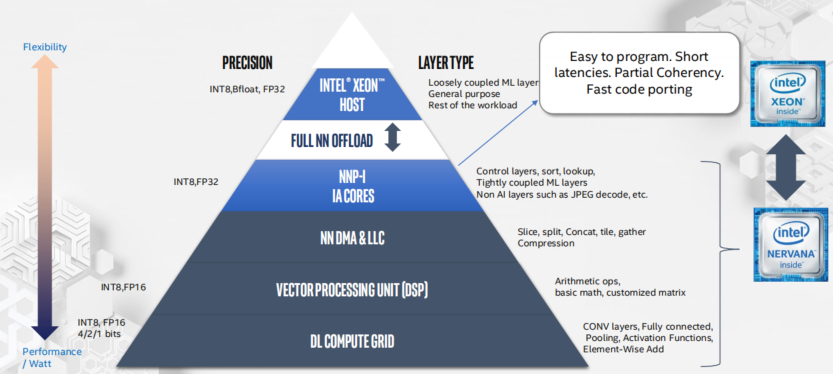 Flexibility
PRECISION
LAYER TYPE
Easy to program. Short
latencies. Partial Coherency.
Fast code porting
INT8,Bfloat, FP32
INTEL® XEON™
HOST
Loosely coupled ML layer
General purpose
Rest of the workload
intel
XEON®
inside™
FULL NN OFFLOAD
INT8,FP32
NNP-I
IA CORES
Control layers, sort, lookup,
Tightly coupled ML layers
Non AI layers such as JPEG decode, etc.
NN DMA & LLC
Slice, split, Concat, tile, gather
Compression
intel
NERVANA
inside™
INT8,FP16
VECTOR PROCESSING UNIT (DSP)
Arithmetic ops,
basic math, customized matrix
INT8, FP16
4/2/1 bits
DL COMPUTE GRID
CONV layers, Fully connected,
Pooling, Activation Functions,
Element-Wise Add
Performance
/ Watt